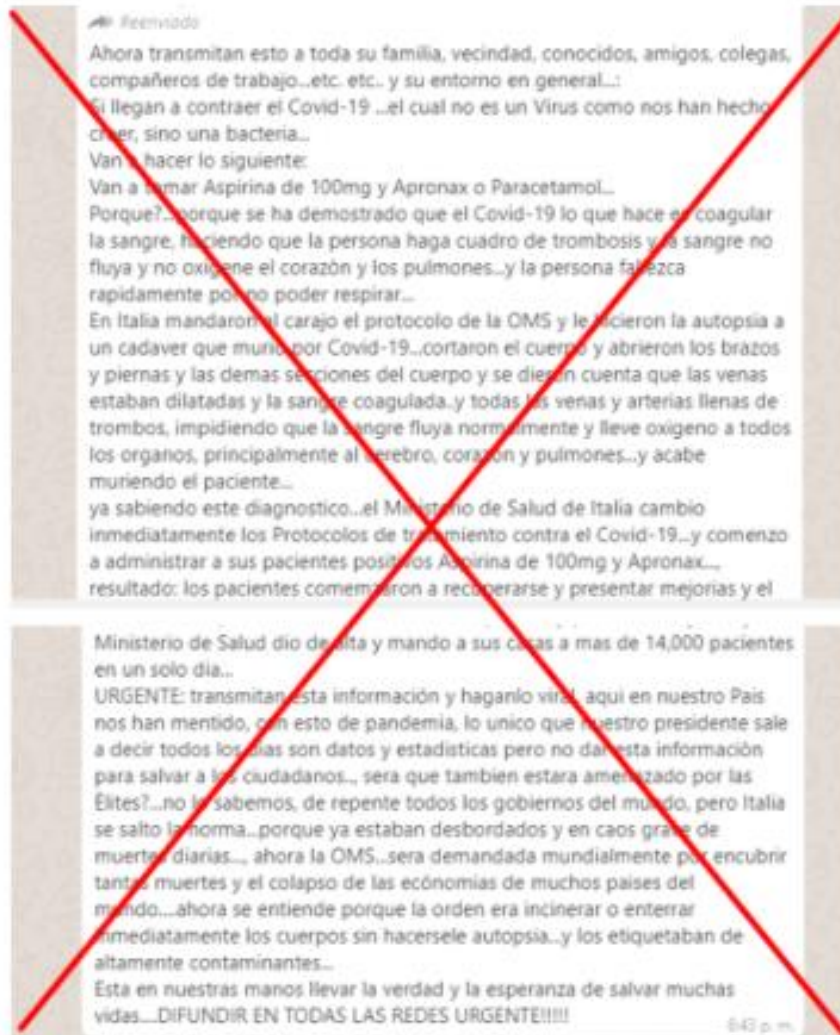 Reenviado
Ahora transmitan esto a toda su familia, vecindad, conocidos, amigos, colegas,
compañeros de trabajo...etc. etc.. y su entorno en general...:
Si llegan a contraer el Covid-19 ...el cual no es un Virus como nos han hecho
creer, sino una bacteria...
Van a hacer lo siguiente:
Van a tomar Aspirina de 100mg y Apronax o Paracetamol...
Porque?...porque se ha demostrado que el Covid-19 lo que hace es coagular
la sangre, haciendo que la persona haga cuadro de trombosis y la sangre no
fluya y no oxigene el corazón y los pulmones...y la persona fallezca
rapidamente por no poder respirar...
En Italia mandaron al carajo el protocolo de la OMS y le hicieron la autopsia a
un cadaver que murio por Covid-19...cortaron el cuerpo y abrieron los brazos
y piernas y las demas secciones del cuerpo y se dieron cuenta que las venas
estaban dilatadas y la sangre coagulada..y todas las venas y arterias llenas de
trombos, impidiendo que la sangre fluya normalmente y lleve oxigeno a todos
los organos, principalmente al cerebro, corazón y pulmones...y acabe
muriendo el paciente...
ya sabiendo este diagnostico...el Ministerio de Salud de Italia cambio
inmediatamente los Protocolos de tratamiento contra el Covid-19...y comenzo
a administrar a sus pacientes positivos Aspirina de 100mg y Apronax...,
resultado: los pacientes comemzaron a recuperarse y presentar mejorias y el
Ministerio de Salud dio de alta y mando a sus casas a mas de 14,000 pacientes
en un solo dia...
URGENTE: transmitan esta información y haganlo viral, aqui en nuestro Pais
nos han mentido, con esto de pandemia, lo unico que nuestro presidente sale
a decir todos los dias son datos y estadisticas pero no dar esta información
para salvar a los ciudadanos.., sera que tambien estara amenazado por las
Élites?...no lo sabemos, de repente todos los gobiernos del mundo, pero Italia
se salto la norma...porque ya estaban desbordados y en caos grave de
muertes diarias..., ahora la OMS...sera demandada mundialmente por encubrir
tantas muertes y el colapso de las ecónomias de muchos paises del
mundo....ahora se entiende porque la orden era incinerar o enterrar
inmediatamente los cuerpos sin hacersele autopsia...y los etiquetaban de
altamente contaminantes...
Esta en nuestras manos llevar la verdad y la esperanza de salvar muchas
vidas....DIFUNDIR EN TODAS LAS REDES URGENTE!!!!!
6:43 p. m.